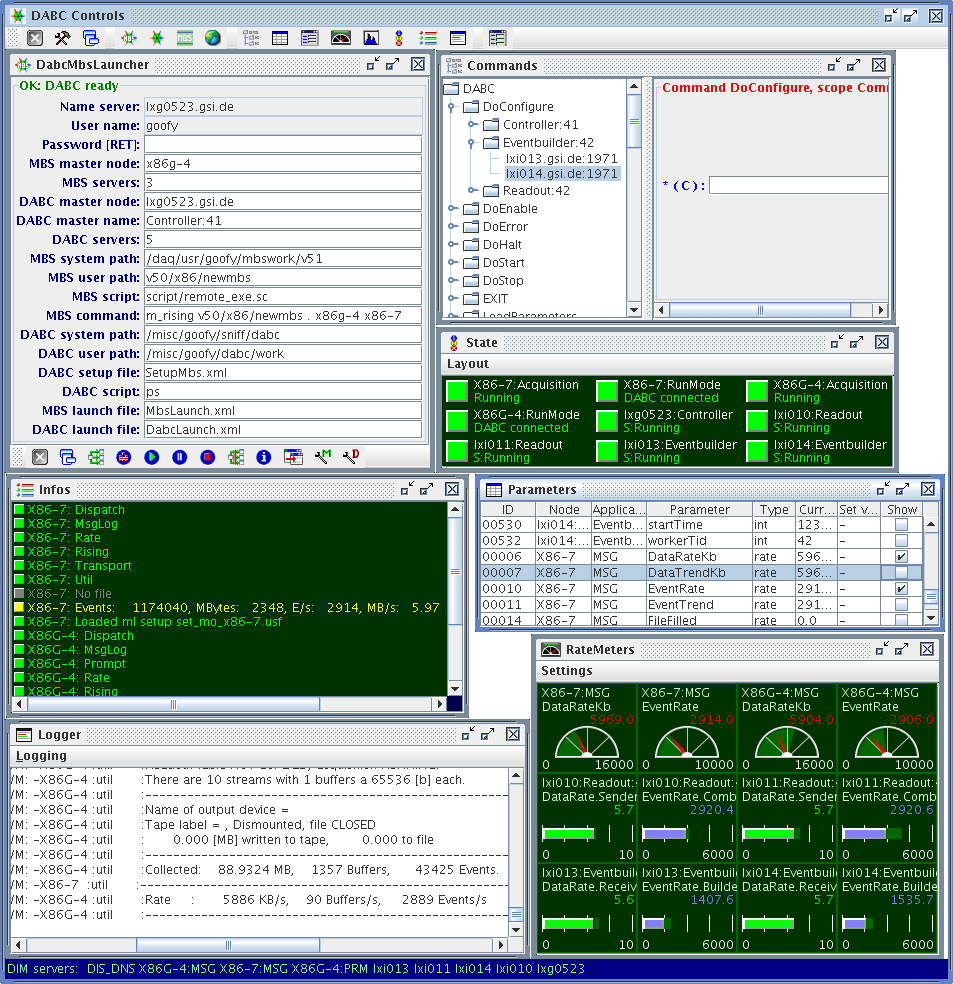 DABC Controls
DabcMbsLauncher
OK: DABC ready
Name server: lxg0523.gsi.de
User name: goofy
Password [RET]:
MBS master node: x86g-4
MBS servers: 3
DABC master node: lxg0523.gsi.de
DABC master name: Controller:41
DABC servers: 5
MBS system path: /daq/usr/goofy/mbswork/v51
MBS user path: v50/x86/newmbs
MBS script: script/remote_exe.sc
MBS command: m_rising v50/x86/newmbs . x86g-4 x86-7
DABC system path: /misc/goofy/sniff/dabc
DABC user path: /misc/goofy/dabc/work
DABC setup file: SetupMbs.xml
DABC script: ps
MBS launch file: MbsLaunch.xml
DABC launch file: DabcLaunch.xml
Commands
DABC
DoConfigure
Controller:41
Eventbuilder:42
lxi013.gsi.de:1971
lxi014.gsi.de:1971
Readout:42
DoEnable
DoError
DoHalt
DoStart
DoStop
EXIT
LoadParameters
Command DoConfigure, scope Com
* (C):
State
Layout
X86-7:Acquisition
Running
X86-7:RunMode
DABC connected
X86G-4:Acquisition
Running
X86G-4:RunMode
DABC connected
lxg0523:Controller
S:Running
lxi010:Readout
S:Running
lxi011:Readout
S:Running
lxi013:Eventbuilder
S:Running
lxi014:Eventbuilder
S:Running
Infos
X86-7: Dispatch
X86-7: MsgLog
X86-7: Rate
X86-7: Rising
X86-7: Transport
X86-7: Util
X86-7: No file
X86-7: Events: 1174040, MBytes: 2348, E/s: 2914, MB/s: 5.97
X86-7: Loaded ml setup set_mo_x86-7.usf
X86G-4: Dispatch
X86G-4: MsgLog
X86G-4: Prompt
X86G-4: Rate
X86G-4: Rising
Parameters
ID Node Applica... Parameter Type Curr... Set v... Show
00530 lxi014:... Eventb... startTime int 123... -
00532 lxi014:... Eventb... workerTid int 42 -
00006 X86-7 MSG DataRateKb rate 596... -
00007 X86-7 MSG DataTrendKb rate 596... -
00010 X86-7 MSG EventRate rate 291... -
00011 X86-7 MSG EventTrend rate 291... -
00014 X86-7 MSG FileFilled rate 0.0 -
RateMeters
Settings
X86-7:MSG
DataRateKb
5969.0
0 16000
X86-7:MSG
EventRate
2914.0
0 10000
X86G-4:MSG
DataRateKb
5904.0
0 16000
X86G-4:MSG
EventRate
2906.0
0 10000
lxi010:Readout:
DataRate.Sender
5.7
0 10
lxi010:Readout:
EventRate.Comb
2920.4
0 6000
lxi011:Readout:
DataRate.Sender
5.7
0 10
lxi011:Readout:
EventRate.Comb
2920.6
0 6000
lxi013:Eventbuil
DataRate.Receiv
5.6
0 10
lxi013:Eventbuil
EventRate.Builde
1407.6
0 6000
lxi014:Eventbuil
DataRate.Receiv
5.7
0 10
lxi014:Eventbuil
EventRate.Builde
1535.7
0 6000
Logger
Logging
/M: -X86G-4 :util :There are 10 streams with 1 buffers a 65536 [b] each.
/M: -X86G-4 :util :------------------------------------------------
/M: -X86G-4 :util :Name of output device =
/M: -X86G-4 :util :Tape label = , Dismounted, file CLOSED
/M: -X86G-4 :util : 0.000 [MB] written to tape, 0.000 to file
/M: -X86G-4 :util :------------------------------------------------
/M: -X86G-4 :util :Collected: 88.9324 MB, 1357 Buffers, 43425 Events.
/M: -X86-7 :util :------------------------------------------------
/M: -X86G-4 :util :Rate : 5886 KB/s, 90 Buffers/s, 2889 Events/s
/M: -X86G-4 :util :------------------------------------------------
DIM servers: DIS_DNS X86G-4:MSG X86-7:MSG X86G-4:PRM lxi013 lxi011 lxi014 lxi010 lxg0523